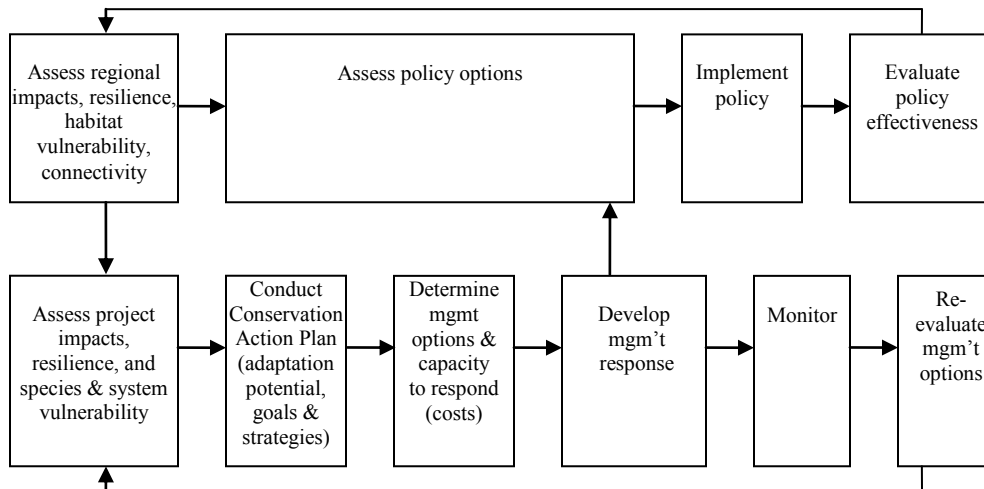 Assess regional
impacts, resilience,
habitat
vulnerability,
connectivity
Assess policy options
Implement
policy
Evaluate
policy
effectiveness
Assess project
impacts,
resilience, and
species & system
vulnerability
Conduct
Conservation
Action Plan
(adaptation
potential,
goals &
strategies)
Determine
mgmt
options &
capacity
to respond
(costs)
Develop
mgm’t
response
Monitor
Re-
evaluate
mgm’t
options